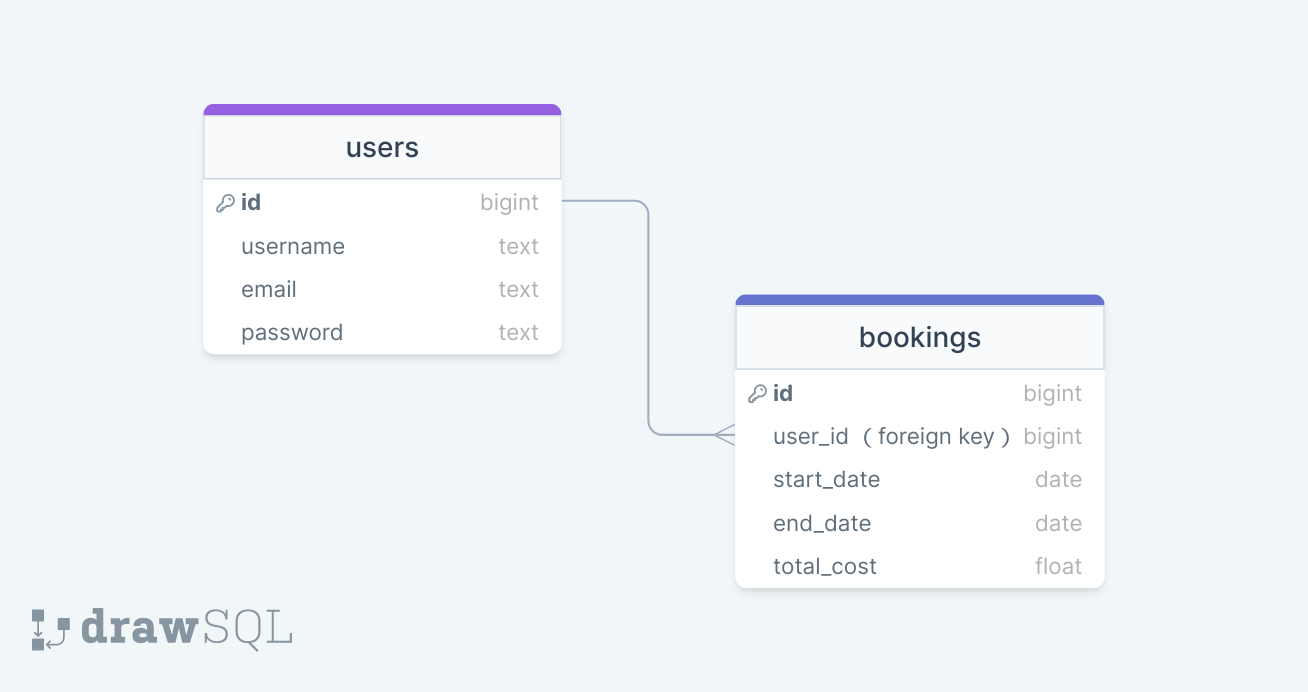 users
id bigint
username text
email text
password text
bookings
id bigint
user_id ( foreign key ) bigint
start_date date
end_date date
total_cost float
drawSQL